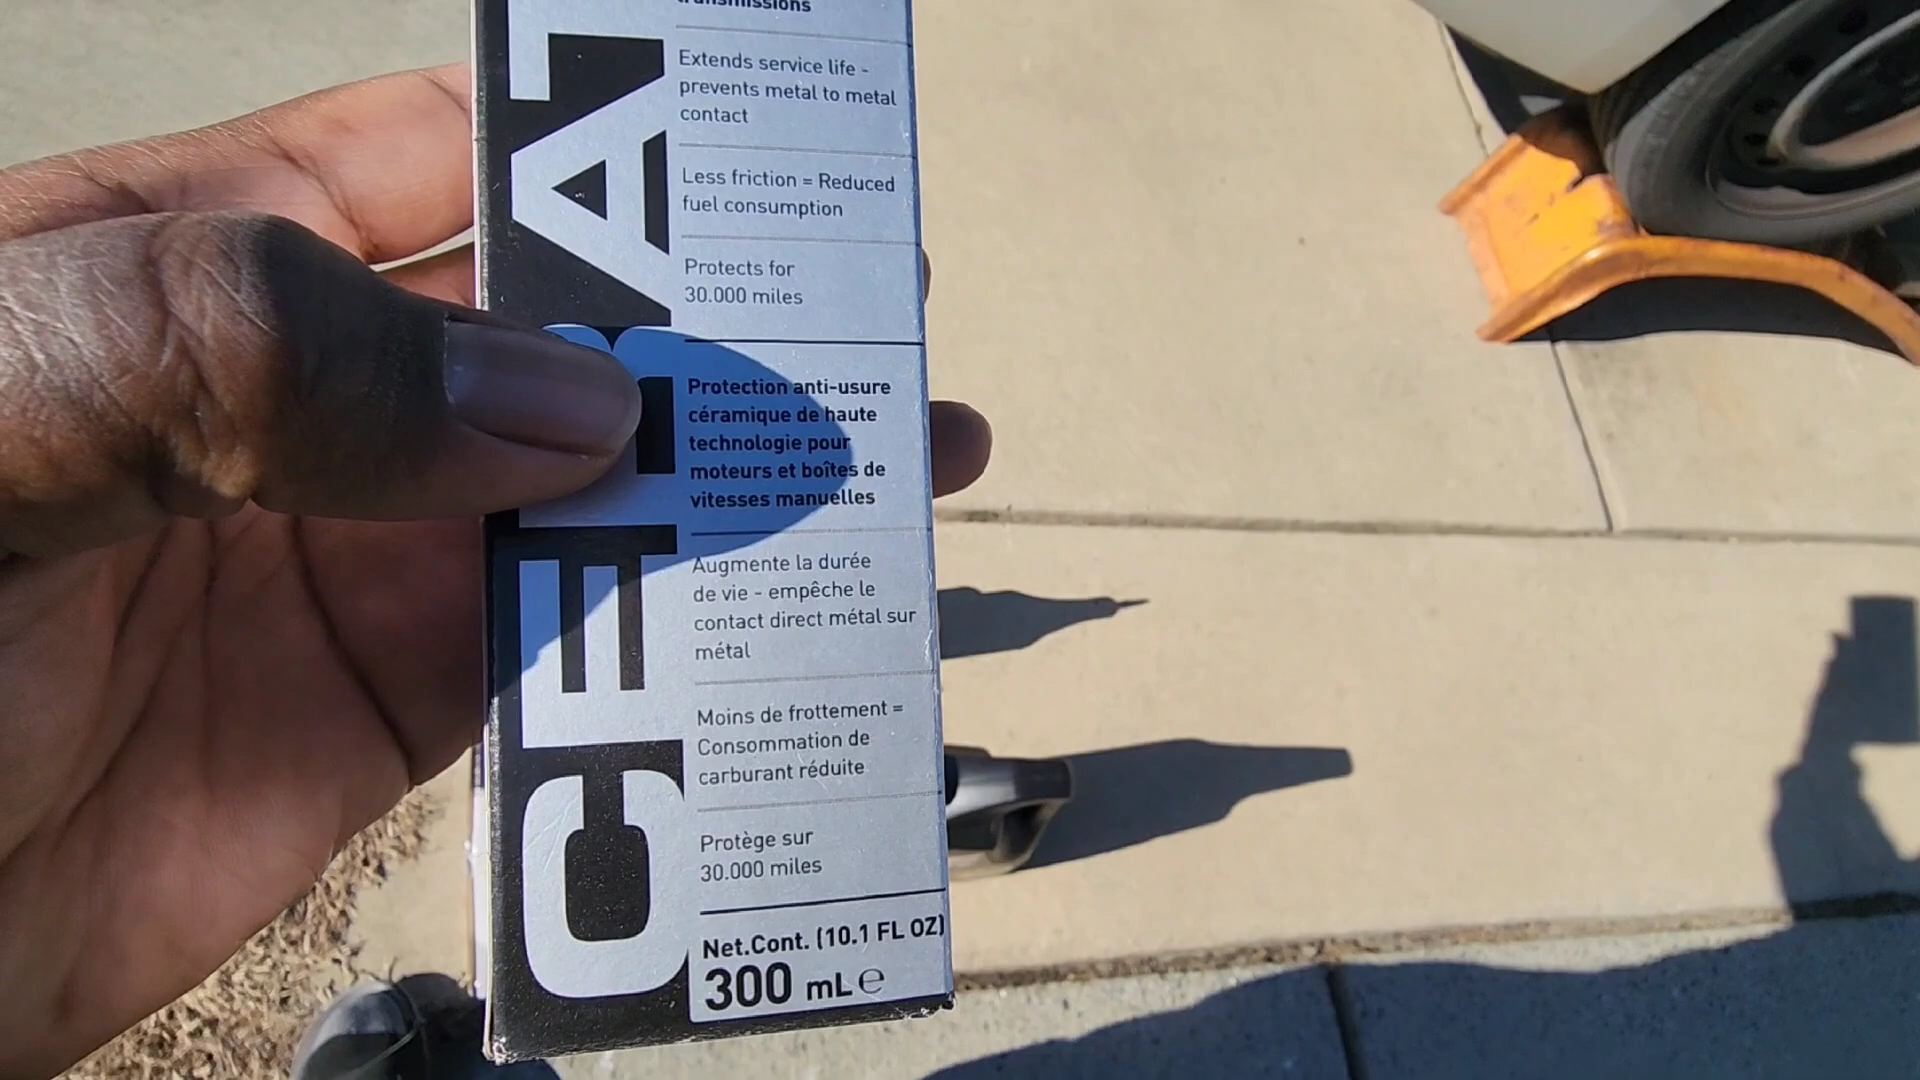 transmissions
Extends service life -
prevents metal to metal
contact
Less friction = Reduced
fuel consumption
Protects for
30.000 miles
Protection anti-usure
céramique de haute
technologie pour
moteurs et boîtes de
vitesses manuelles
Augmente la durée
de vie - empêche le
contact direct métal sur
métal
Moins de frottement =
Consommation de
carburant réduite
Protège sur
30.000 miles
Net.Cont. (10.1 FL OZ)
300 mL ℮